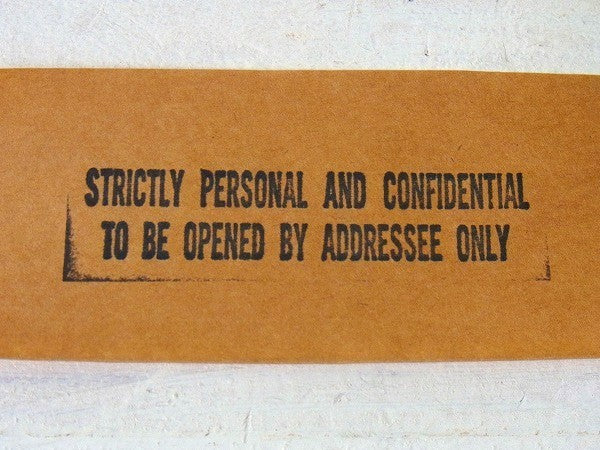 STRICTLY PERSONAL AND CONFIDENTIAL
TO BE OPENED BY ADDRESSEE ONLY